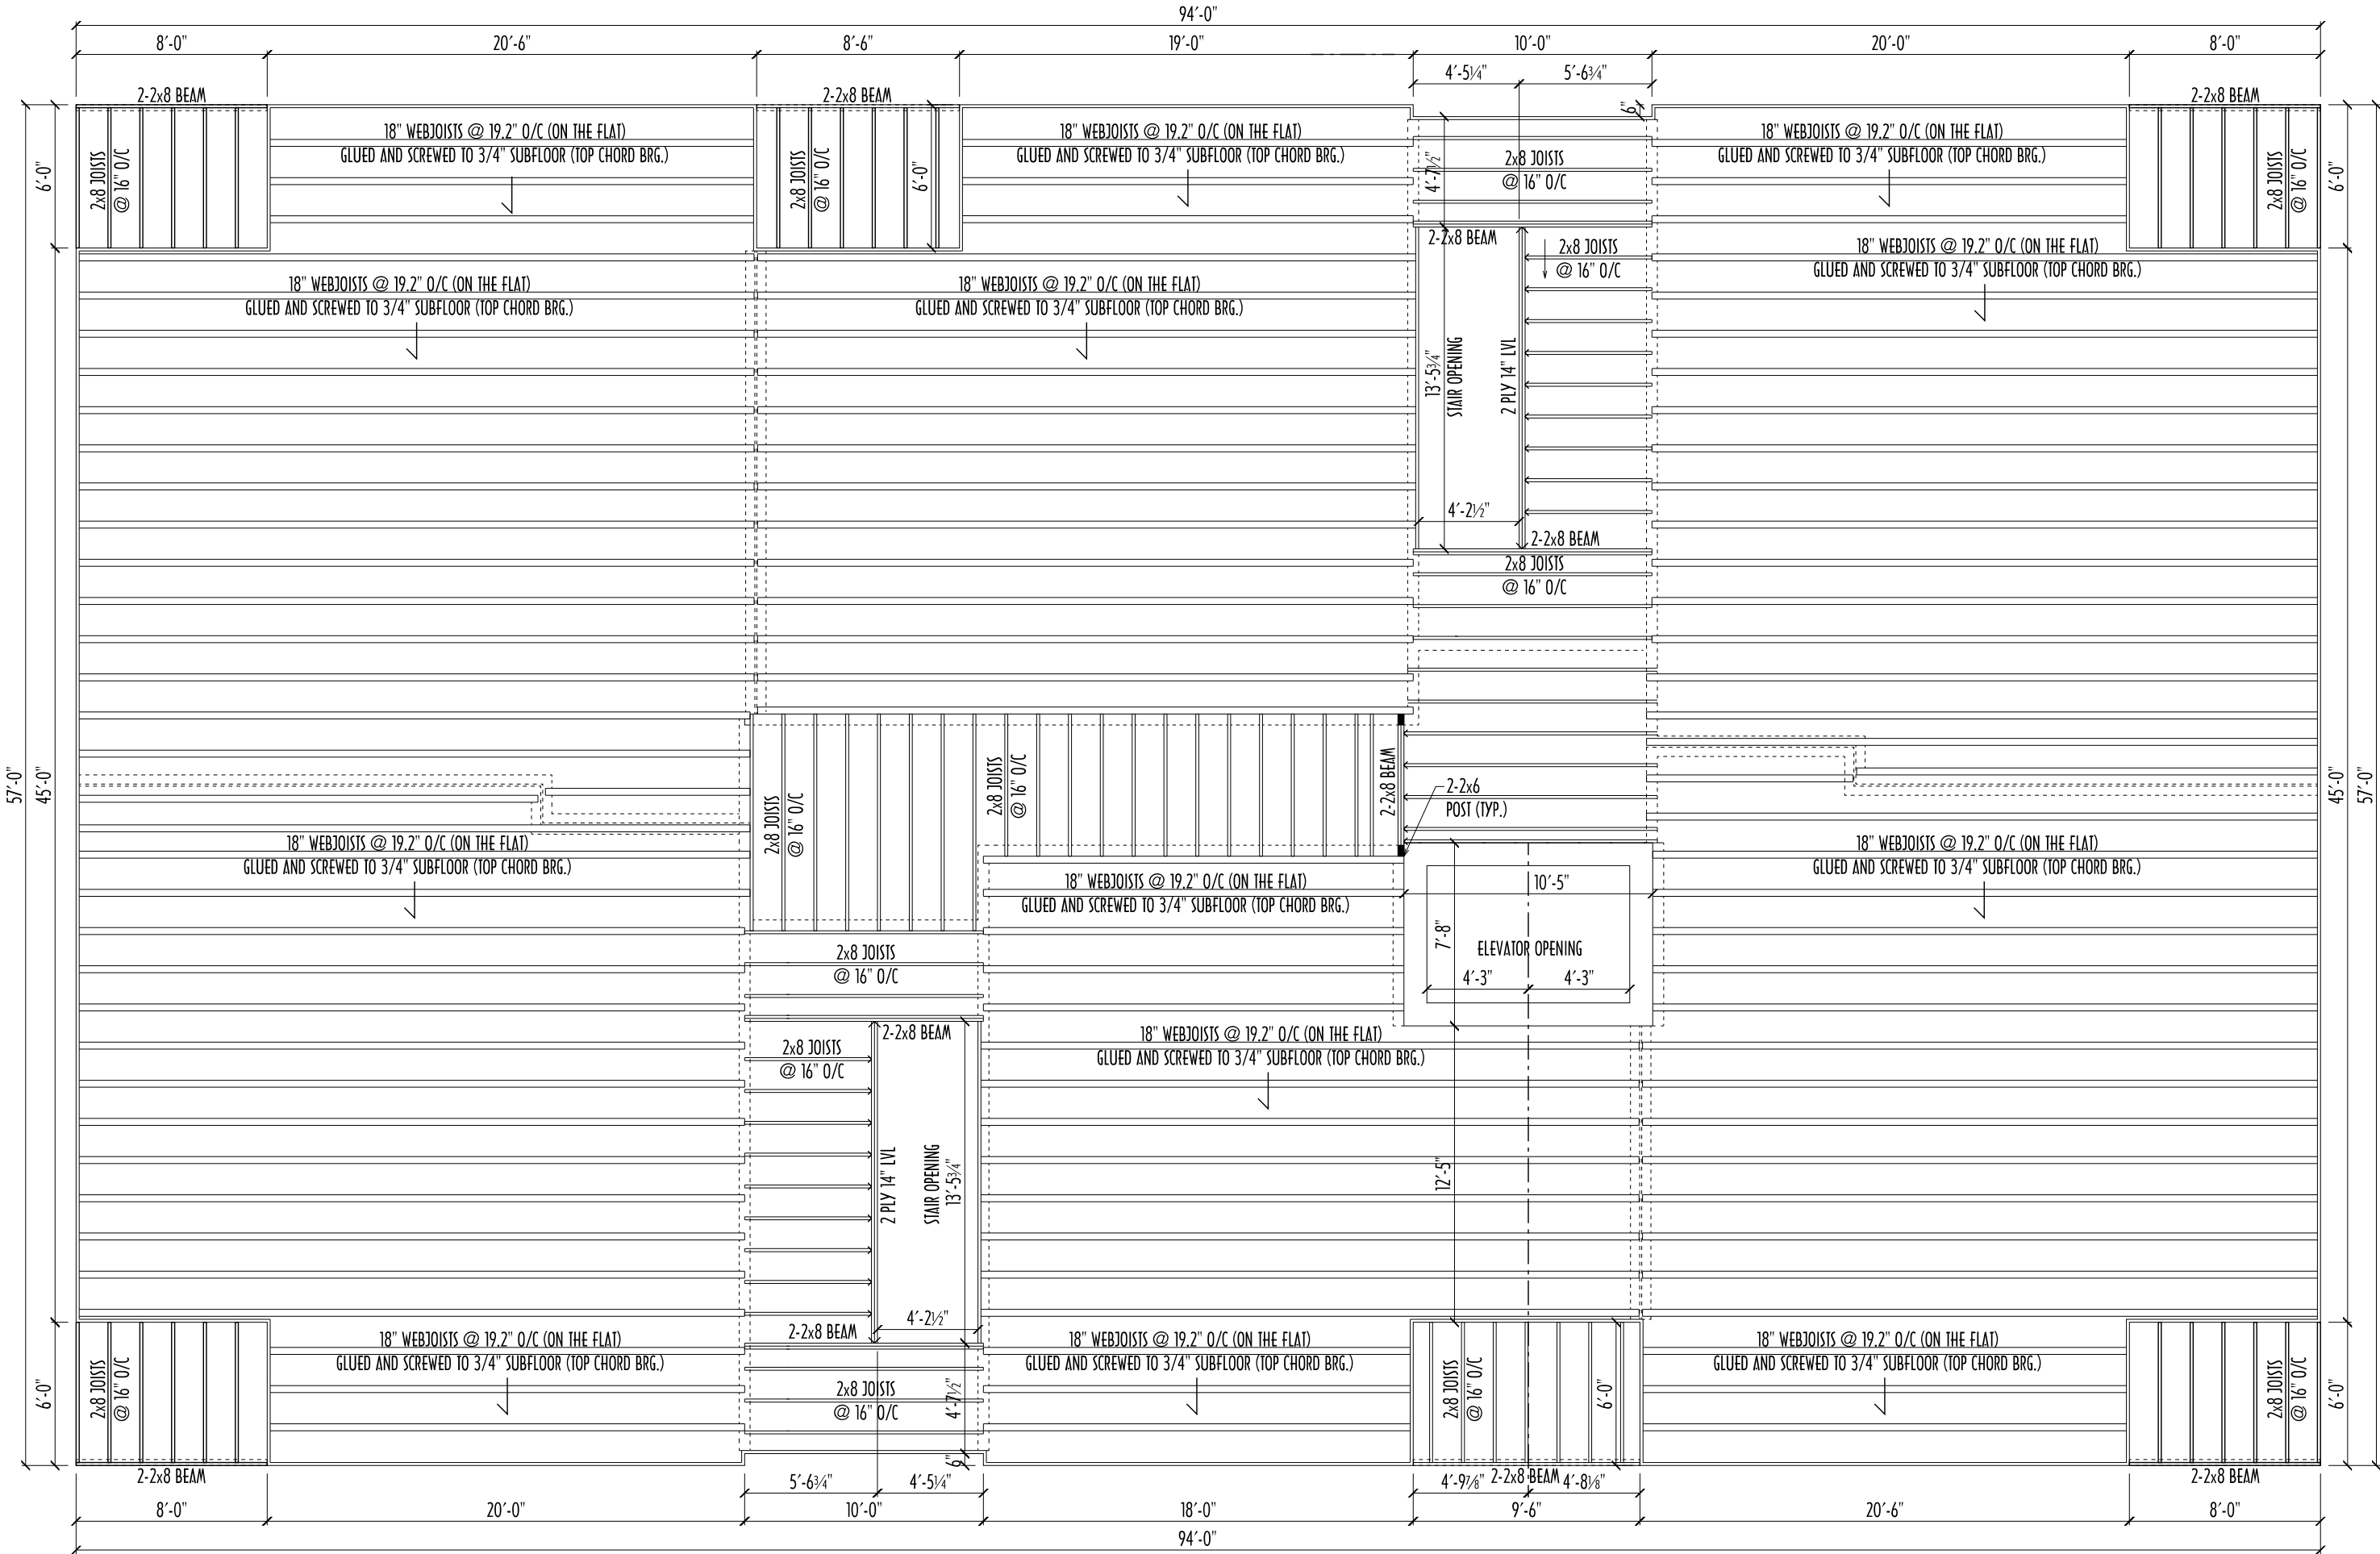 94'-0"
8'-0"
20'-6"
8'-6"
19'-0"
10'-0"
20'-0"
8'-0"
4'-5¼"
5'-6¾"
2-2x8 BEAM
2-2x8 BEAM
2-2x8 BEAM
6"
6'-0"
2x8 JOISTS
@ 16" O/C
18" WEBJOISTS @ 19.2" O/C (ON THE FLAT)
GLUED AND SCREWED TO 3/4" SUBFLOOR (TOP CHORD BRG.)
2x8 JOISTS
@ 16" O/C
6'-0"
18" WEBJOISTS @ 19.2" O/C (ON THE FLAT)
GLUED AND SCREWED TO 3/4" SUBFLOOR (TOP CHORD BRG.)
4'-7½"
2x8 JOISTS
@ 16" O/C
18" WEBJOISTS @ 19.2" O/C (ON THE FLAT)
GLUED AND SCREWED TO 3/4" SUBFLOOR (TOP CHORD BRG.)
2x8 JOISTS
@ 16" O/C
6'-0"
2-2x8 BEAM
2x8 JOISTS
@ 16" O/C
18" WEBJOISTS @ 19.2" O/C (ON THE FLAT)
GLUED AND SCREWED TO 3/4" SUBFLOOR (TOP CHORD BRG.)
18" WEBJOISTS @ 19.2" O/C (ON THE FLAT)
GLUED AND SCREWED TO 3/4" SUBFLOOR (TOP CHORD BRG.)
18" WEBJOISTS @ 19.2" O/C (ON THE FLAT)
GLUED AND SCREWED TO 3/4" SUBFLOOR (TOP CHORD BRG.)
13'-5¾"
STAIR OPENING
2 PLY 14" LVL
4'-2½"
2-2x8 BEAM
2x8 JOISTS
@ 16" O/C
57'-0"
45'-0"
2x8 JOISTS
@ 16" O/C
2x8 JOISTS
@ 16" O/C
2-2x8 BEAM
2-2x6
POST (TYP.)
45'-0"
57'-0"
18" WEBJOISTS @ 19.2" O/C (ON THE FLAT)
GLUED AND SCREWED TO 3/4" SUBFLOOR (TOP CHORD BRG.)
18" WEBJOISTS @ 19.2" O/C (ON THE FLAT)
GLUED AND SCREWED TO 3/4" SUBFLOOR (TOP CHORD BRG.)
18" WEBJOISTS @ 19.2" O/C (ON THE FLAT)
GLUED AND SCREWED TO 3/4" SUBFLOOR (TOP CHORD BRG.)
10'-5"
7'-8"
ELEVATOR OPENING
4'-3"
4'-3"
2x8 JOISTS
@ 16" O/C
2-2x8 BEAM
2x8 JOISTS
@ 16" O/C
18" WEBJOISTS @ 19.2" O/C (ON THE FLAT)
GLUED AND SCREWED TO 3/4" SUBFLOOR (TOP CHORD BRG.)
2 PLY 14" LVL
STAIR OPENING
13'-5¾"
12'-5"
4'-2½"
2-2x8 BEAM
6'-0"
2x8 JOISTS
@ 16" O/C
18" WEBJOISTS @ 19.2" O/C (ON THE FLAT)
GLUED AND SCREWED TO 3/4" SUBFLOOR (TOP CHORD BRG.)
2x8 JOISTS
@ 16" O/C
4'-7½"
6"
18" WEBJOISTS @ 19.2" O/C (ON THE FLAT)
GLUED AND SCREWED TO 3/4" SUBFLOOR (TOP CHORD BRG.)
2x8 JOISTS
@ 16" O/C
6'-0"
18" WEBJOISTS @ 19.2" O/C (ON THE FLAT)
GLUED AND SCREWED TO 3/4" SUBFLOOR (TOP CHORD BRG.)
2x8 JOISTS
@ 16" O/C
6'-0"
2-2x8 BEAM
5'-6¾"
4'-5¼"
4'-9⅞"
2-2x8 BEAM
4'-8⅛"
2-2x8 BEAM
8'-0"
20'-0"
10'-0"
18'-0"
9'-6"
20'-6"
8'-0"
94'-0"